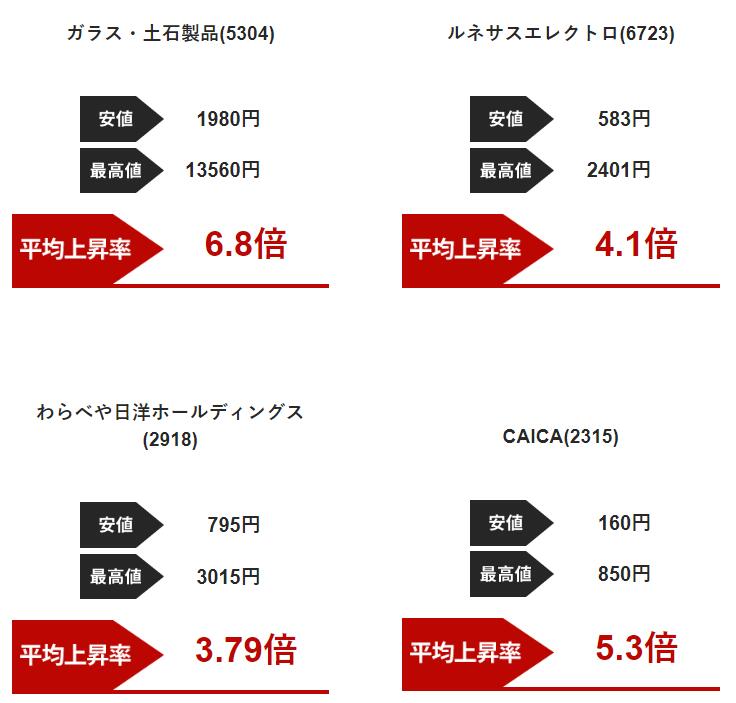 ガラス・土石製品(5304)
安値 1980円
最高値 13560円
平均上昇率 6.8倍
ルネサスエレクトロ(6723)
安値 583円
最高値 2401円
平均上昇率 4.1倍
わらべや日洋ホールディングス
(2918)
安値 795円
最高値 3015円
平均上昇率 3.79倍
CAICA(2315)
安値 160円
最高値 850円
平均上昇率 5.3倍